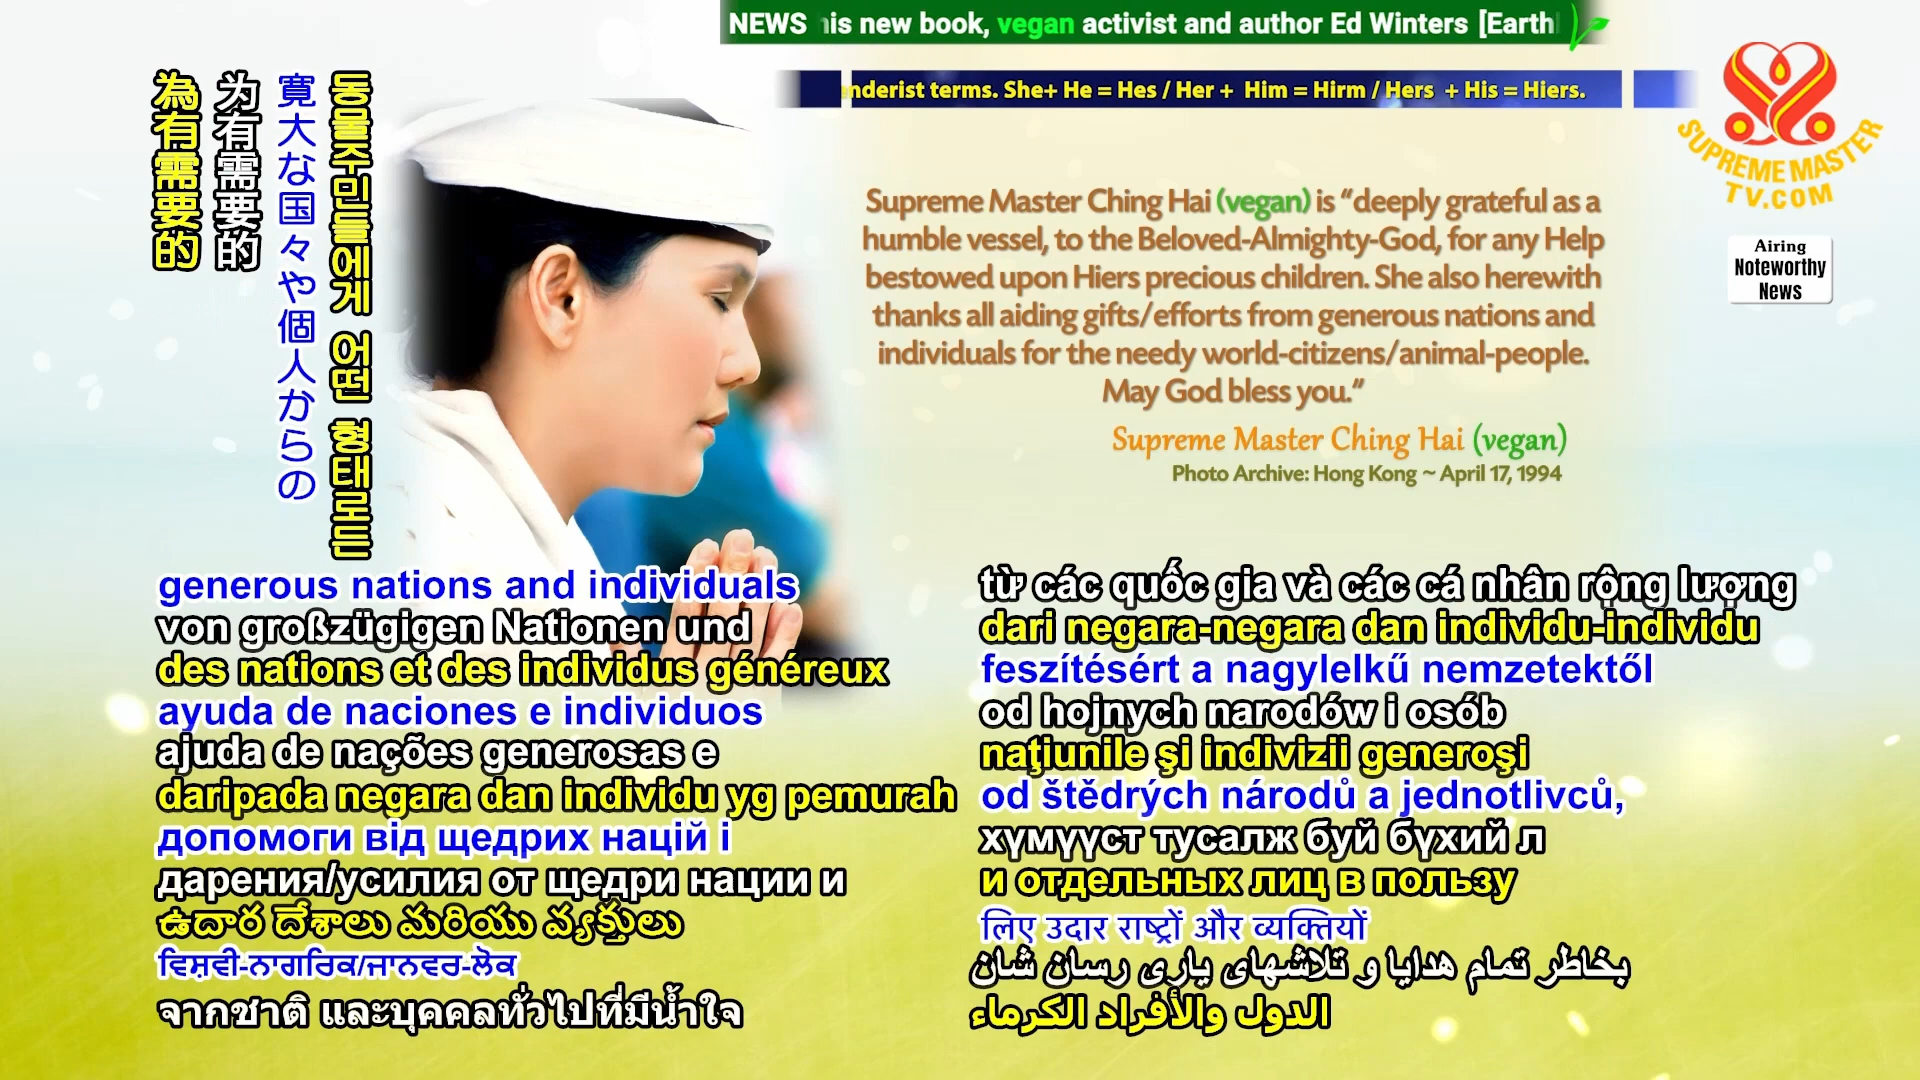 NEWS his new book, vegan activist and author Ed Winters [Earth
nderist terms. She+ He = Hes / Her + Him = Hirm / Hers + His = Hiers.
SUPREME MASTER
TV.COM
Airing
Noteworthy
News
Supreme Master Ching Hai (vegan) is “deeply grateful as a
humble vessel, to the Beloved-Almighty-God, for any Help
bestowed upon Hiers precious children. She also herewith
thanks all aiding gifts/efforts from generous nations and
individuals for the needy world-citizens/animal-people.
May God bless you.”
Supreme Master Ching Hai (vegan)
Photo Archive: Hong Kong ~ April 17, 1994
為有需要的
为有需要的
寛大な国々や個人からの
동물주민들에게 어떤 형태로든
generous nations and individuals
von großzügigen Nationen und
des nations et des individus généreux
ayuda de naciones e individuos
ajuda de nações generosas e
daripada negara dan individu yg pemurah
допомоги від щедрих націй і
дарения/усилия от щедри нации и
ఉదార దేశాలు మరియు వ్యక్తులు
ਵਿਸ਼ਵੀ-ਨਾਗਰਿਕ/ਜਾਨਵਰ-ਲੋਕ
จากชาติ และบุคคลทั่วไปที่มีน้ำใจ
từ các quốc gia và các cá nhân rộng lượng
dari negara-negara dan individu-individu
feszítésért a nagylelkű nemzetektől
od hojnych narodów i osób
naţiunile şi indivizii generoşi
od štědrých národů a jednotlivců,
хүмүүст тусалж буй бүхий л
и отдельных лиц в пользу
लिए उदार राष्ट्रों और व्यक्तियों
بخاطر تمام هدایا و تلاشهای یاری رسان شان
الدول والأفراد الكرماء